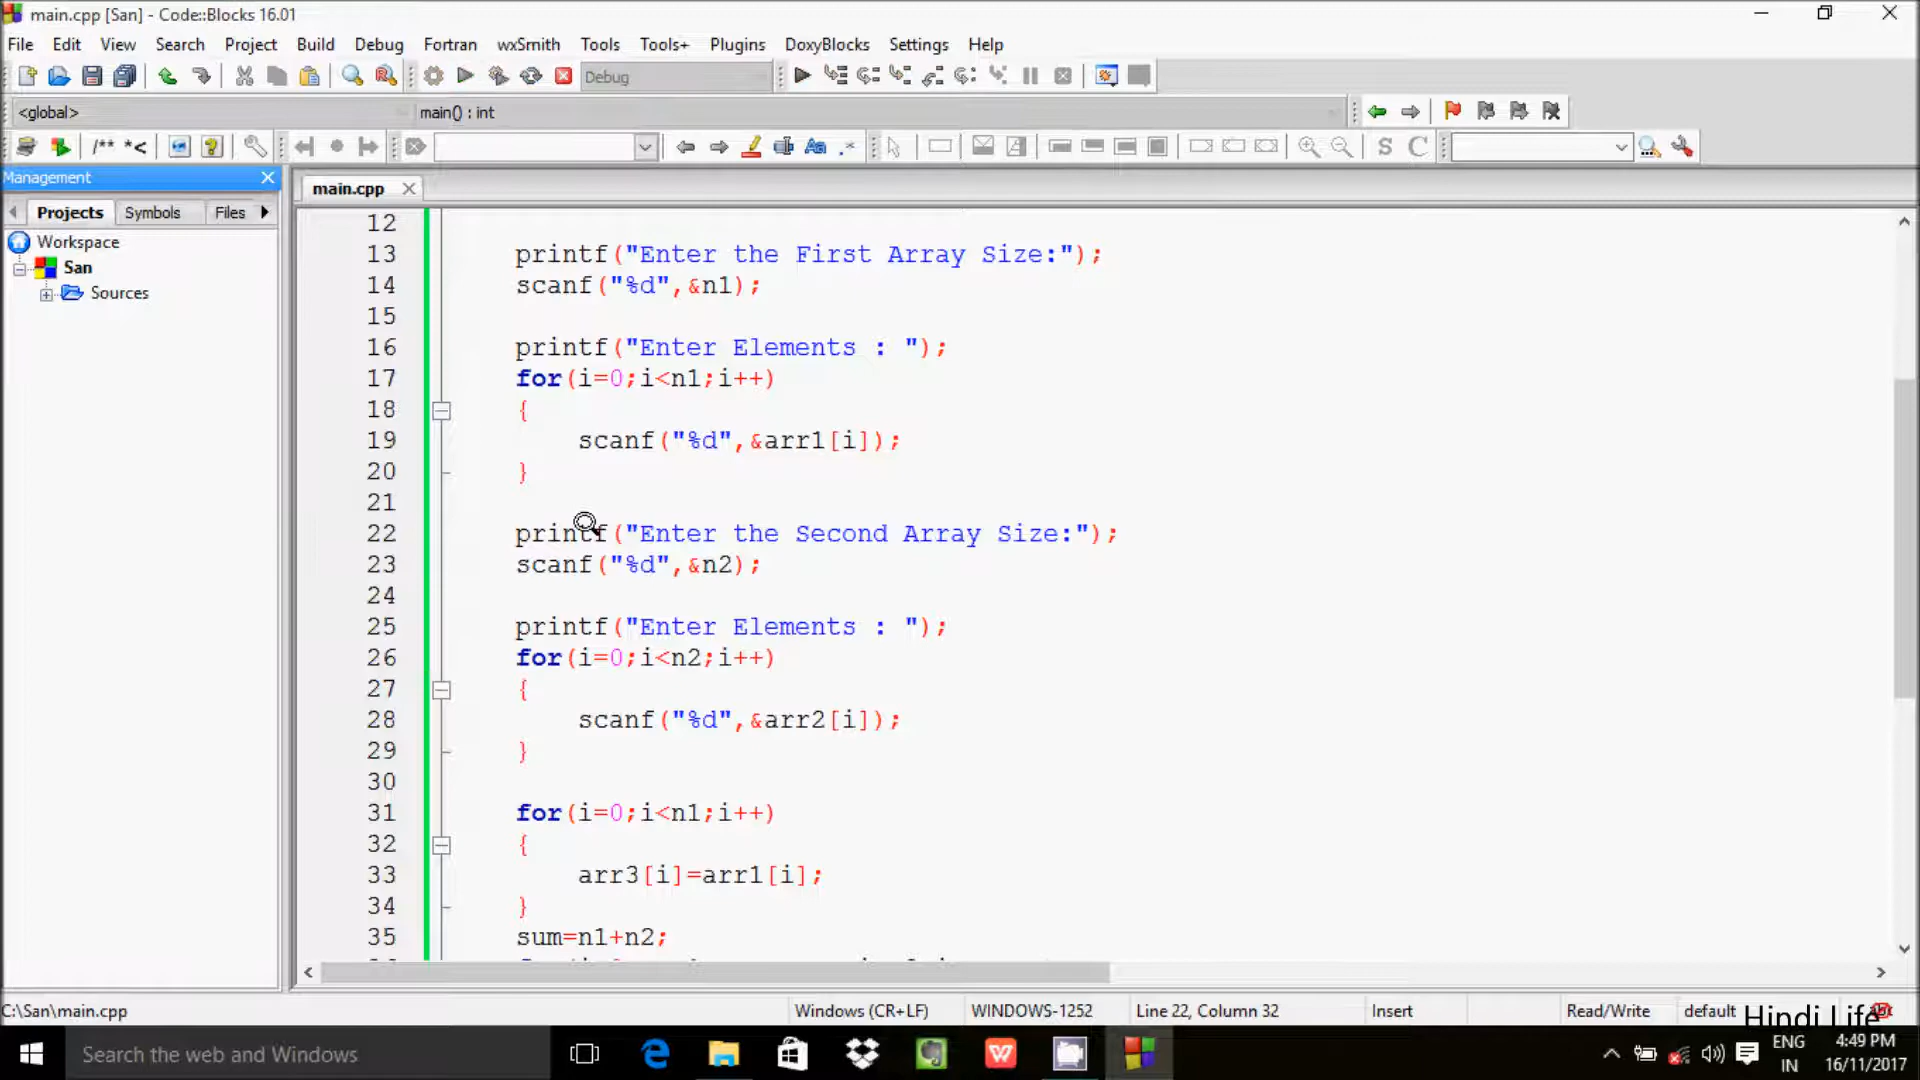 main.cpp [San] - Code::Blocks 16.01
File Edit View Search Project Build Debug Fortran wxSmith Tools Tools+ Plugins DoxyBlocks Settings Help
Debug
<global> main() : int
/** *<
S C
Management
main.cpp
Projects Symbols Files
Workspace
San
Sources
12
13 printf("Enter the First Array Size:");
14 scanf("%d",&n1);
15
16 printf("Enter Elements : ");
17 for(i=0;i<n1;i++)
18 {
19 scanf("%d",&arr1[i]);
20 }
21
22 printf("Enter the Second Array Size:");
23 scanf("%d",&n2);
24
25 printf("Enter Elements : ");
26 for(i=0;i<n2;i++)
27 {
28 scanf("%d",&arr2[i]);
29 }
30
31 for(i=0;i<n1;i++)
32 {
33 arr3[i]=arr1[i];
34 }
35 sum=n1+n2;
C:\San\main.cpp Windows (CR+LF) WINDOWS-1252 Line 22, Column 32 Insert Read/Write default
Hindi Life
Search the web and Windows
ENG
IN
4:49 PM
16/11/2017